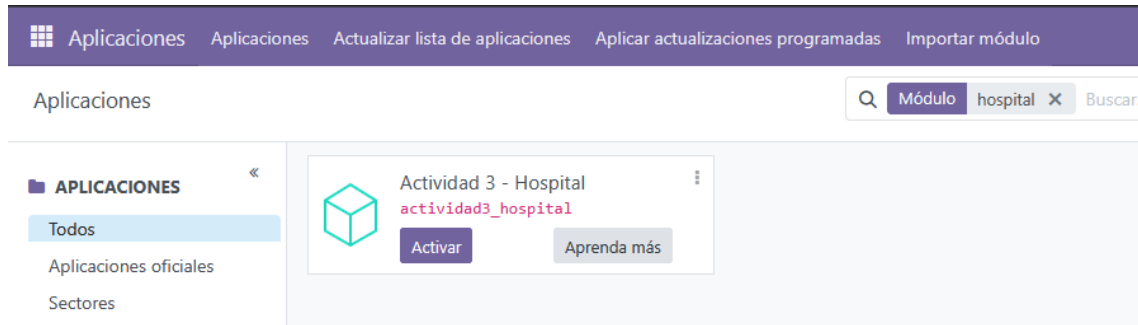 Aplicaciones Aplicaciones Actualizar lista de aplicaciones Aplicar actualizaciones programadas Importar módulo
Aplicaciones
Módulo hospital Buscar
APLICACIONES
Todos
Aplicaciones oficiales
Sectores
Actividad 3 - Hospital
actividad3_hospital
Activar Aprenda más